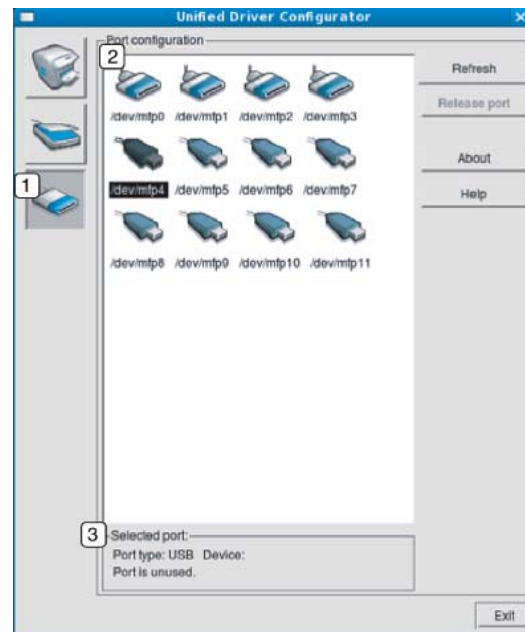 Unified Driver Configurator
Port configuration
2
/dev/mfp0 /dev/mfp1 /dev/mfp2 /dev/mfp3
/dev/mfp4 /dev/mfp5 /dev/mfp6 /dev/mfp7
/dev/mfp8 /dev/mfp9 /dev/mfp10 /dev/mfp11
Refresh
Release port
About
Help
1
3
Selected port:
Port type: USB Device:
Port is unused.
Exit